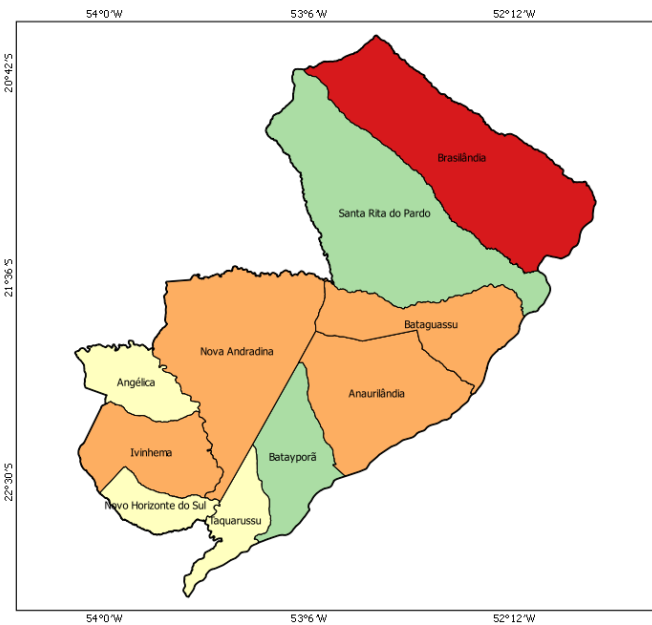 54°0'W 53°6'W 52°12'W
20°42'S
Brasilândia
Santa Rita do Pardo
21°36'S
Bataguassu
Nova Andradina
Angélica
Anaurilândia
Ivinhema
Batayporã
22°30'S
Novo Horizonte do Sul
Taquarussu
54°0'W 53°6'W 52°12'W